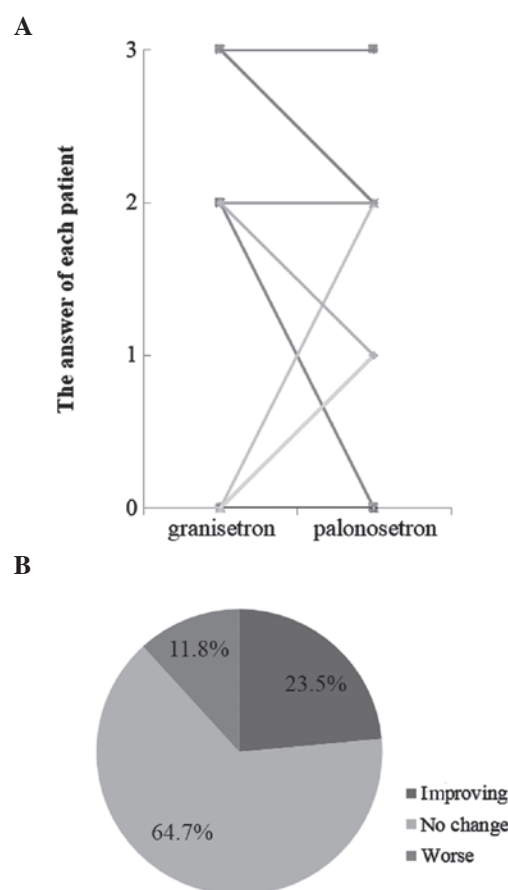 A
The answer of each patient
3
2
1
0
granisetron palonosetron
B
11.8%
23.5%
64.7%
Improving
No change
Worse